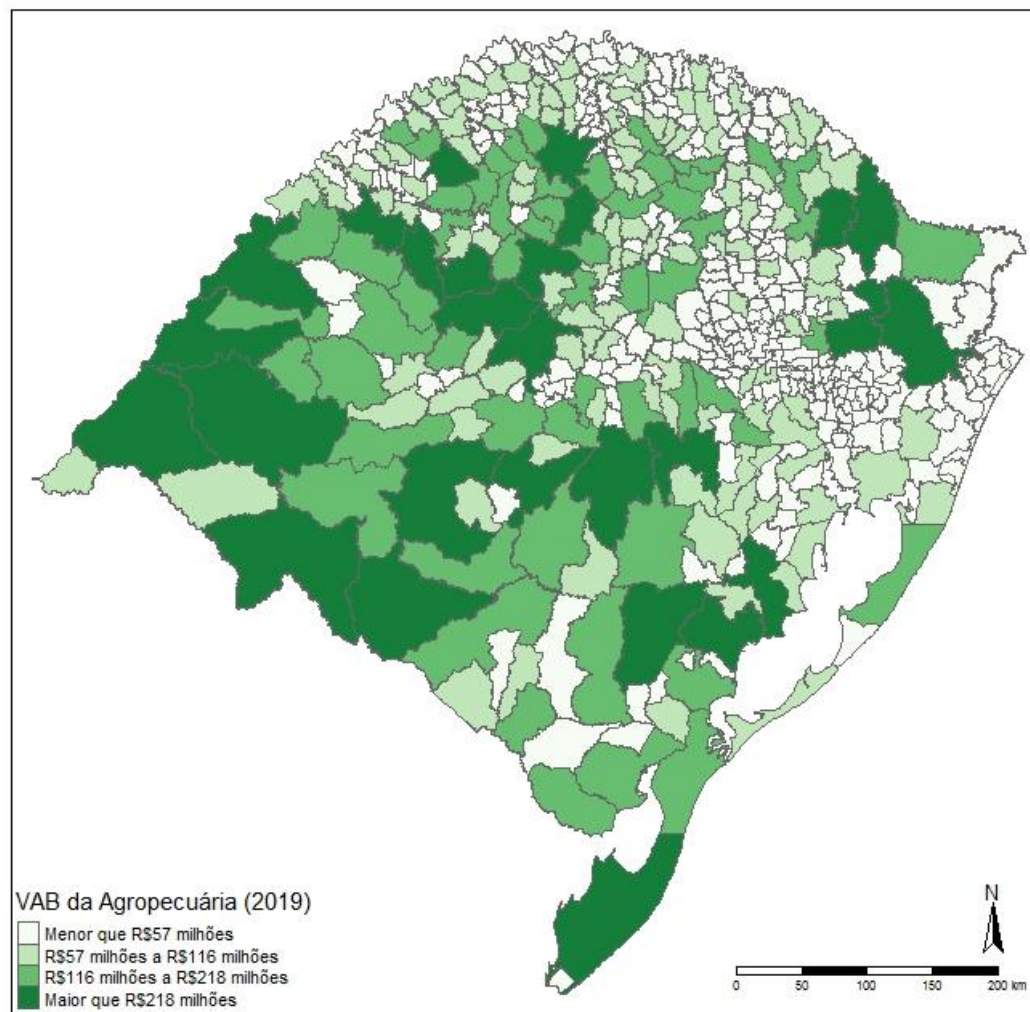 VAB da Agropecuária (2019)
Menor que R$57 milhões
R$57 milhões a R$116 milhões
R$116 milhões a R$218 milhões
Maior que R$218 milhões
N
0 50 100 150 200 km